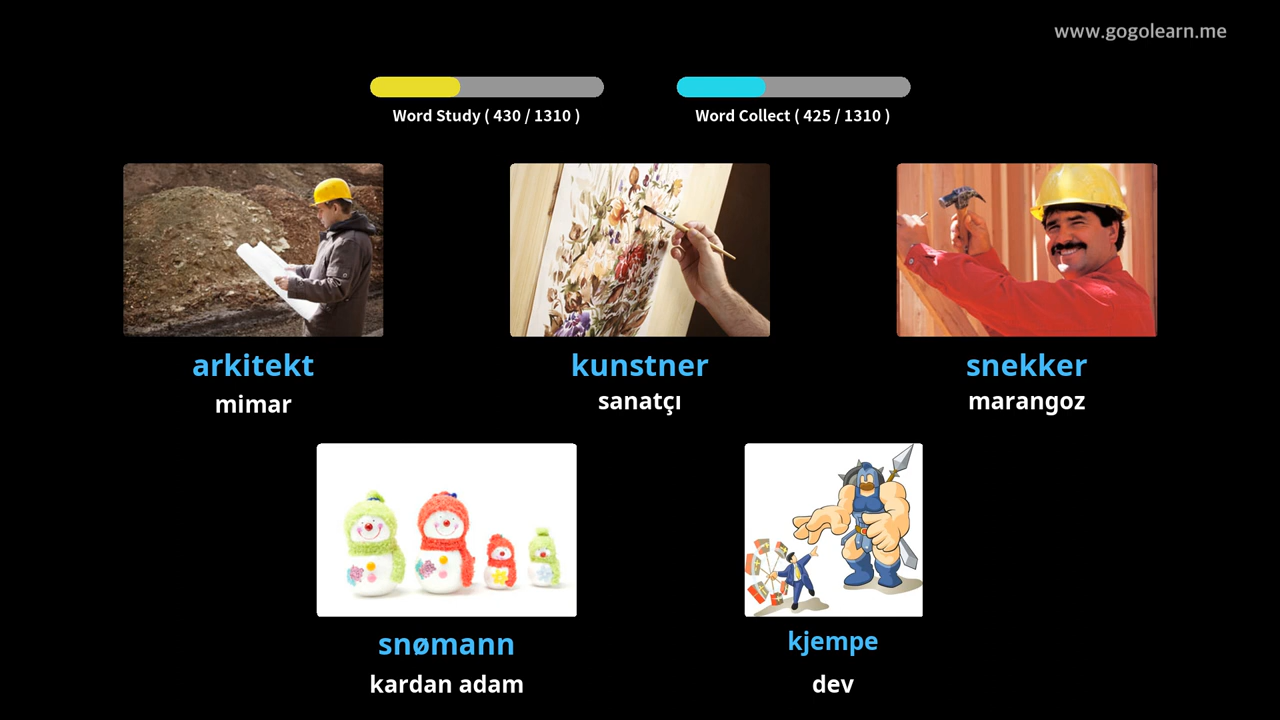 www.gogolearn.me
Word Study ( 430 / 1310 )
Word Collect ( 425 / 1310 )
arkitekt
mimar
kunstner
sanatçı
snekker
marangoz
snømann
kardan adam
kjempe
dev